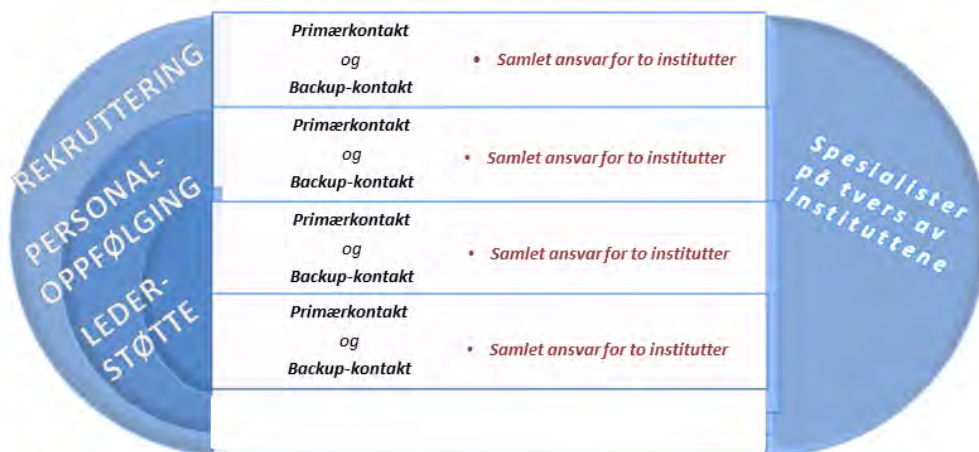 REKRUTTERING
PERSONAL-
OPPFØLGING
LEDER-
STØTTE
Primærkontakt
og
Backup-kontakt
• Samlet ansvar for to institutter
Primærkontakt
og
Backup-kontakt
• Samlet ansvar for to institutter
Primærkontakt
og
Backup-kontakt
• Samlet ansvar for to institutter
Primærkontakt
og
Backup-kontakt
• Samlet ansvar for to institutter
Spesialister
på tvers av
instituttene